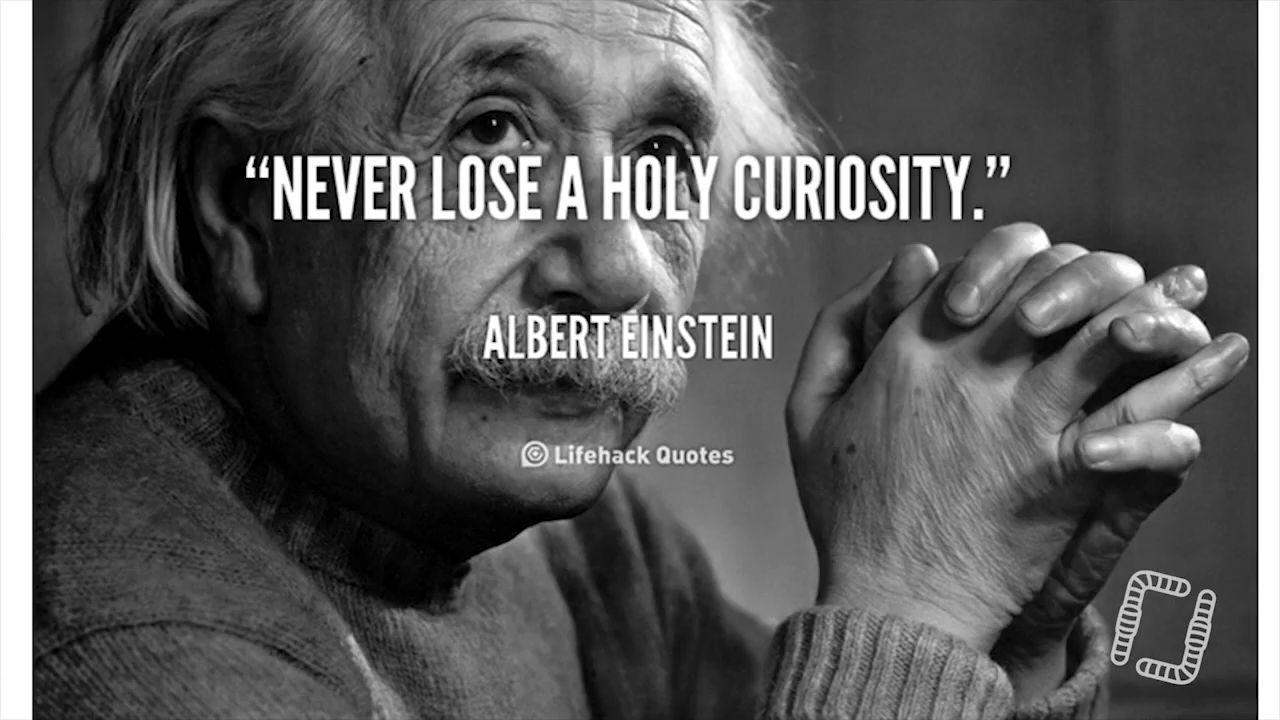 “NEVER LOSE A HOLY CURIOSITY.”
ALBERT EINSTEIN
Lifehack Quotes